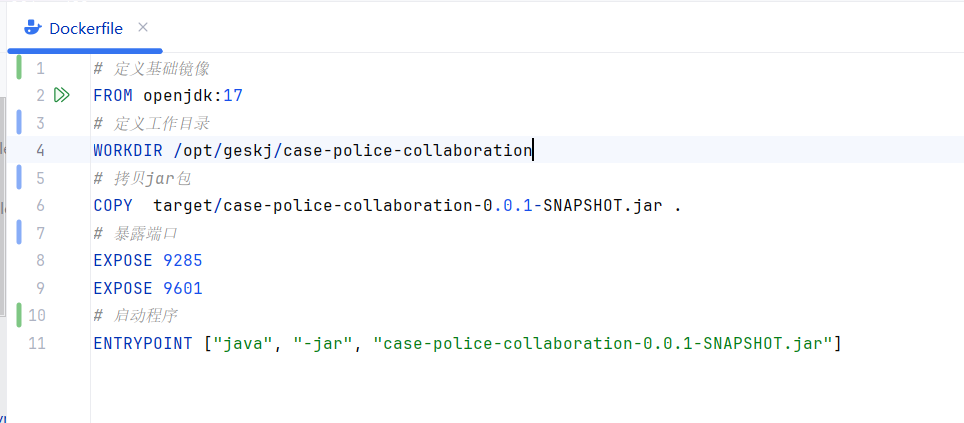 Dockerfile
1 # 定义基础镜像
2 FROM openjdk:17
3 # 定义工作目录
4 WORKDIR /opt/geskj/case-police-collaboration
5 # 拷贝jar包
6 COPY  target/case-police-collaboration-0.0.1-SNAPSHOT.jar .
7 # 暴露端口
8 EXPOSE 9285
9 EXPOSE 9601
10 # 启动程序
11 ENTRYPOINT ["java", "-jar", "case-police-collaboration-0.0.1-SNAPSHOT.jar"]